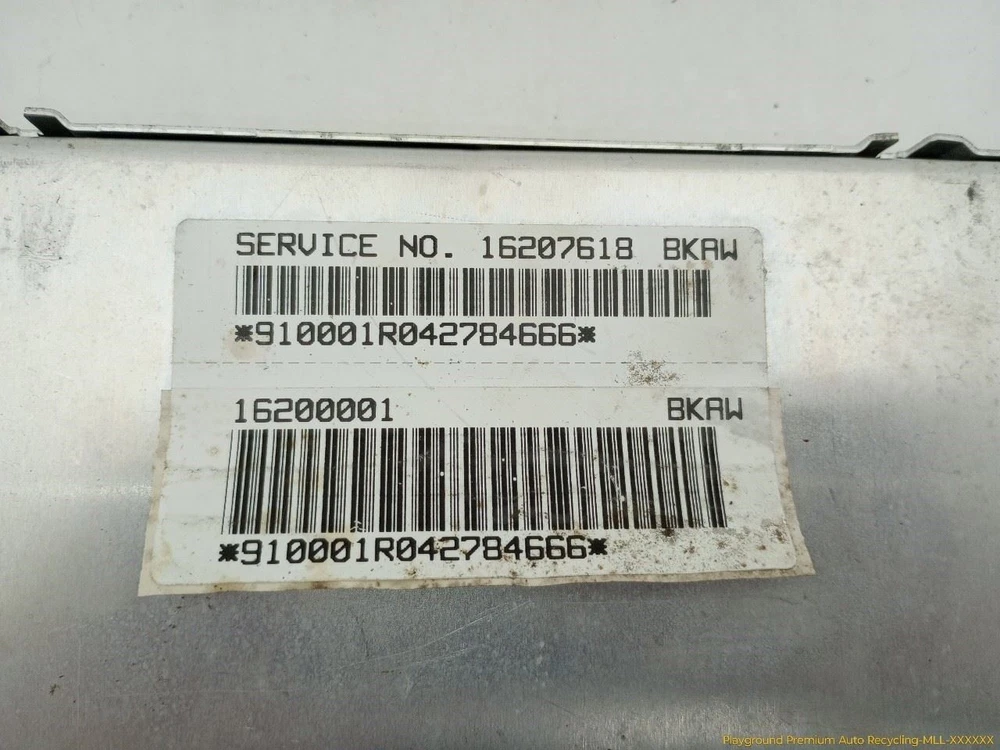 SERVICE NO. 16207618 BKAW
*910001R042784666*
16200001 BKAW
*910001R042784666*
Playground Premium Auto Recycling-MLL-XXXXXX